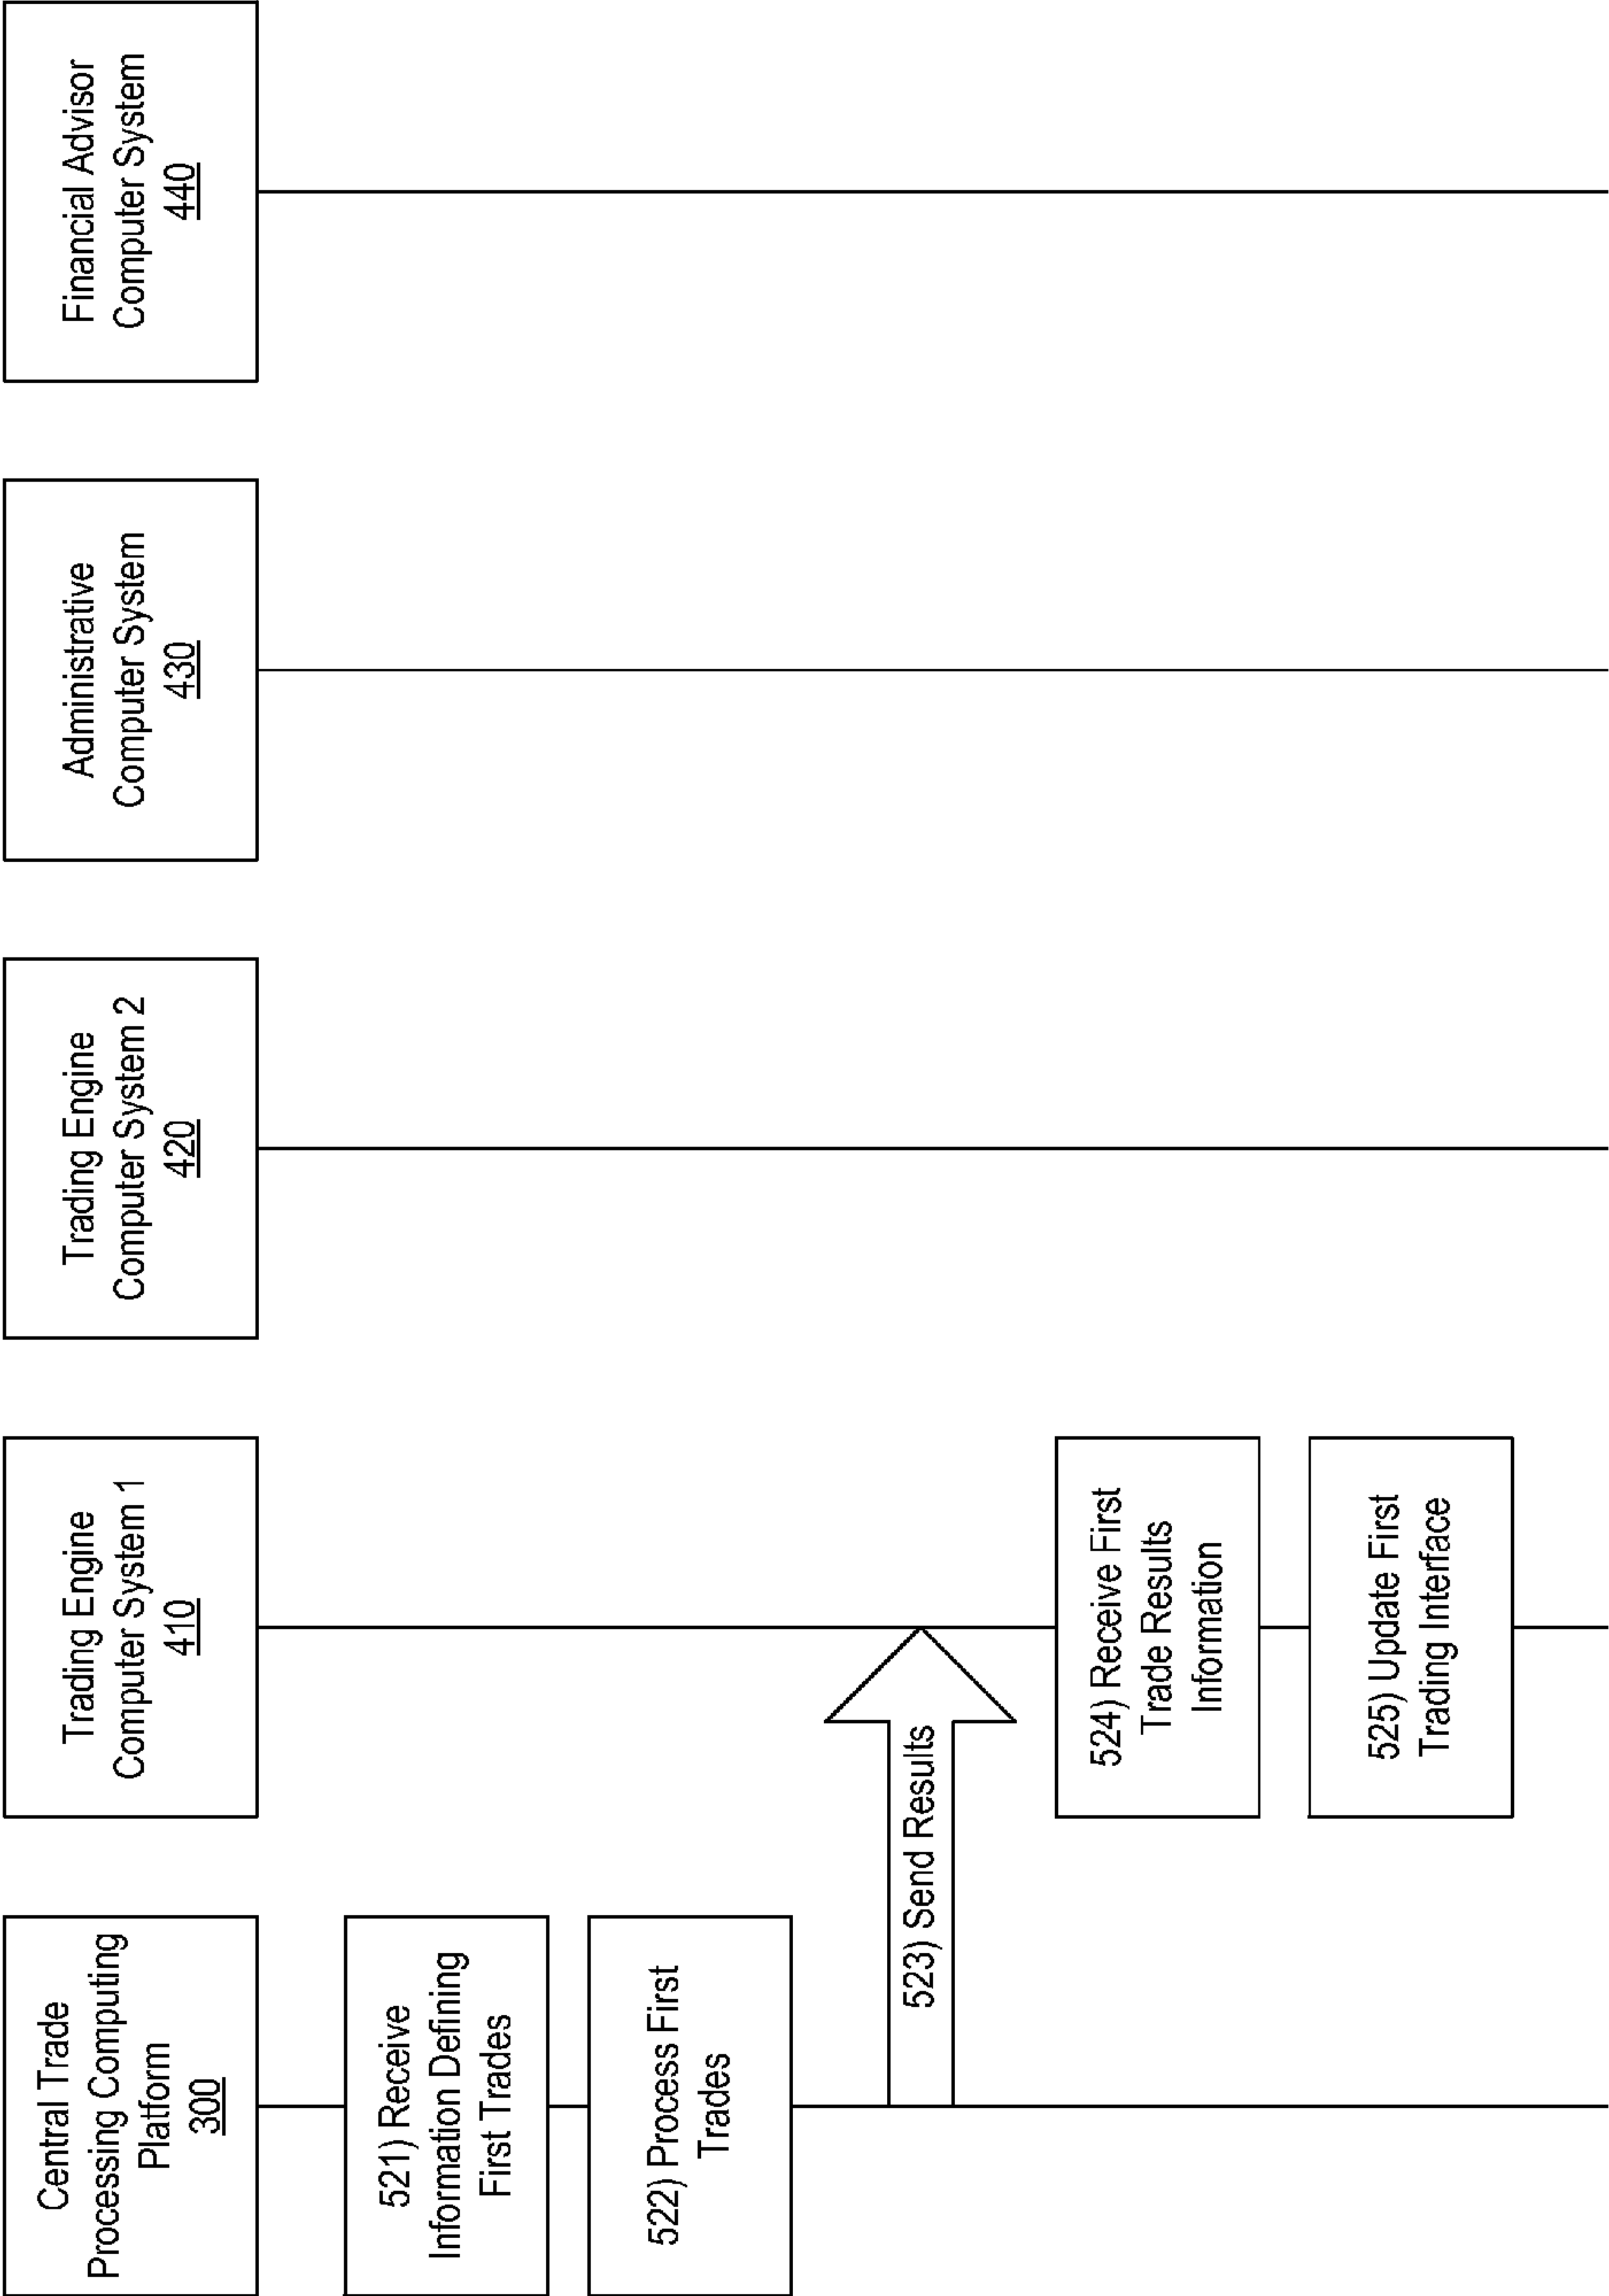 Central Trade
Processing Computing
Platform
300
Trading Engine
Computer System 1
410
Trading Engine
Computer System 2
420
Administrative
Computer System
430
Financial Advisor
Computer System
440
521) Receive
Information Defining
First Trades
522) Process First
Trades
523) Send Results
524) Receive First
Trade Results
Information
525) Update First
Trading Interface